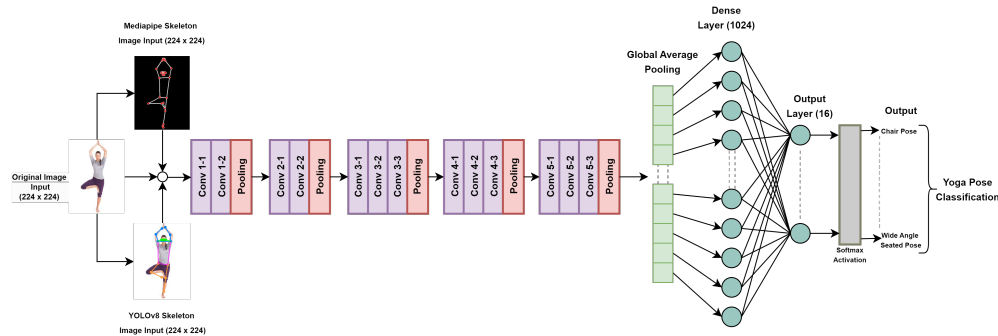 Mediapipe Skeleton
Image Input (224 x 224)
Original Image
Input
(224 x 224)
YOLOv8 Skeleton
Image Input (224 x 224)
Conv 1-1
Conv 1-2
Pooling
Conv 2-1
Conv 2-2
Pooling
Conv 3-1
Conv 3-2
Conv 3-3
Pooling
Conv 4-1
Conv 4-2
Conv 4-3
Pooling
Conv 5-1
Conv 5-2
Conv 5-3
Pooling
Global Average
Pooling
Dense
Layer (1024)
Output
Layer (16)
Softmax
Activation
Output
Chair Pose
Wide Angle
Seated Pose
Yoga Pose
Classification